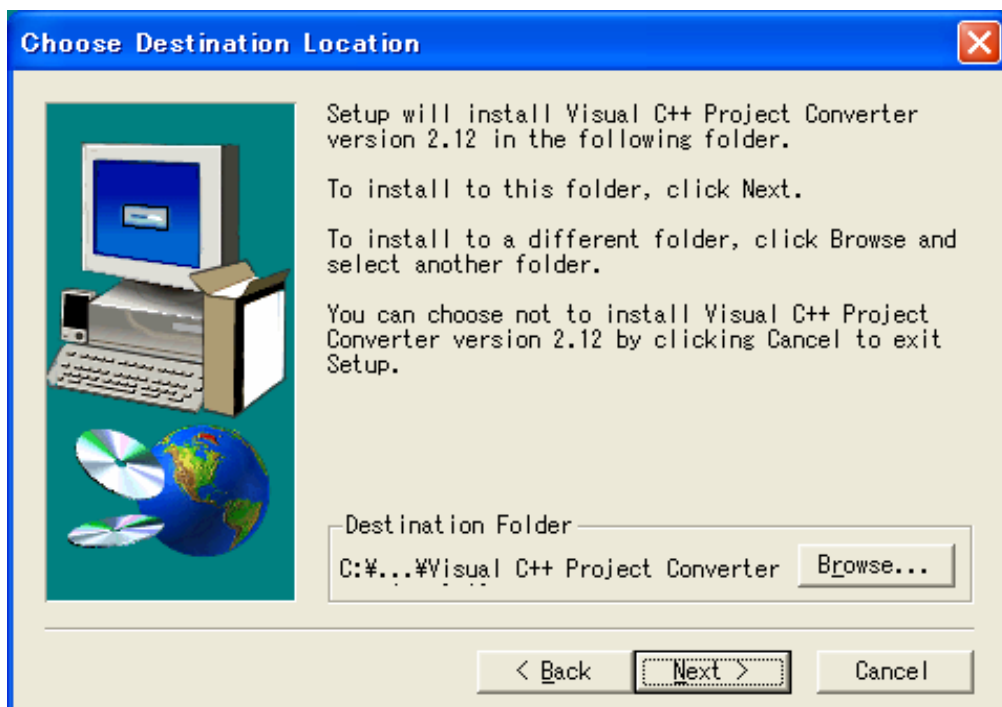 Choose Destination Location
Setup will install Visual C++ Project Converter
version 2.12 in the following folder.
To install to this folder, click Next.
To install to a different folder, click Browse and
select another folder.
You can choose not to install Visual C++ Project
Converter version 2.12 by clicking Cancel to exit
Setup.
Destination Folder
C:¥...¥Visual C++ Project Converter
Browse...
< Back
Next >
Cancel